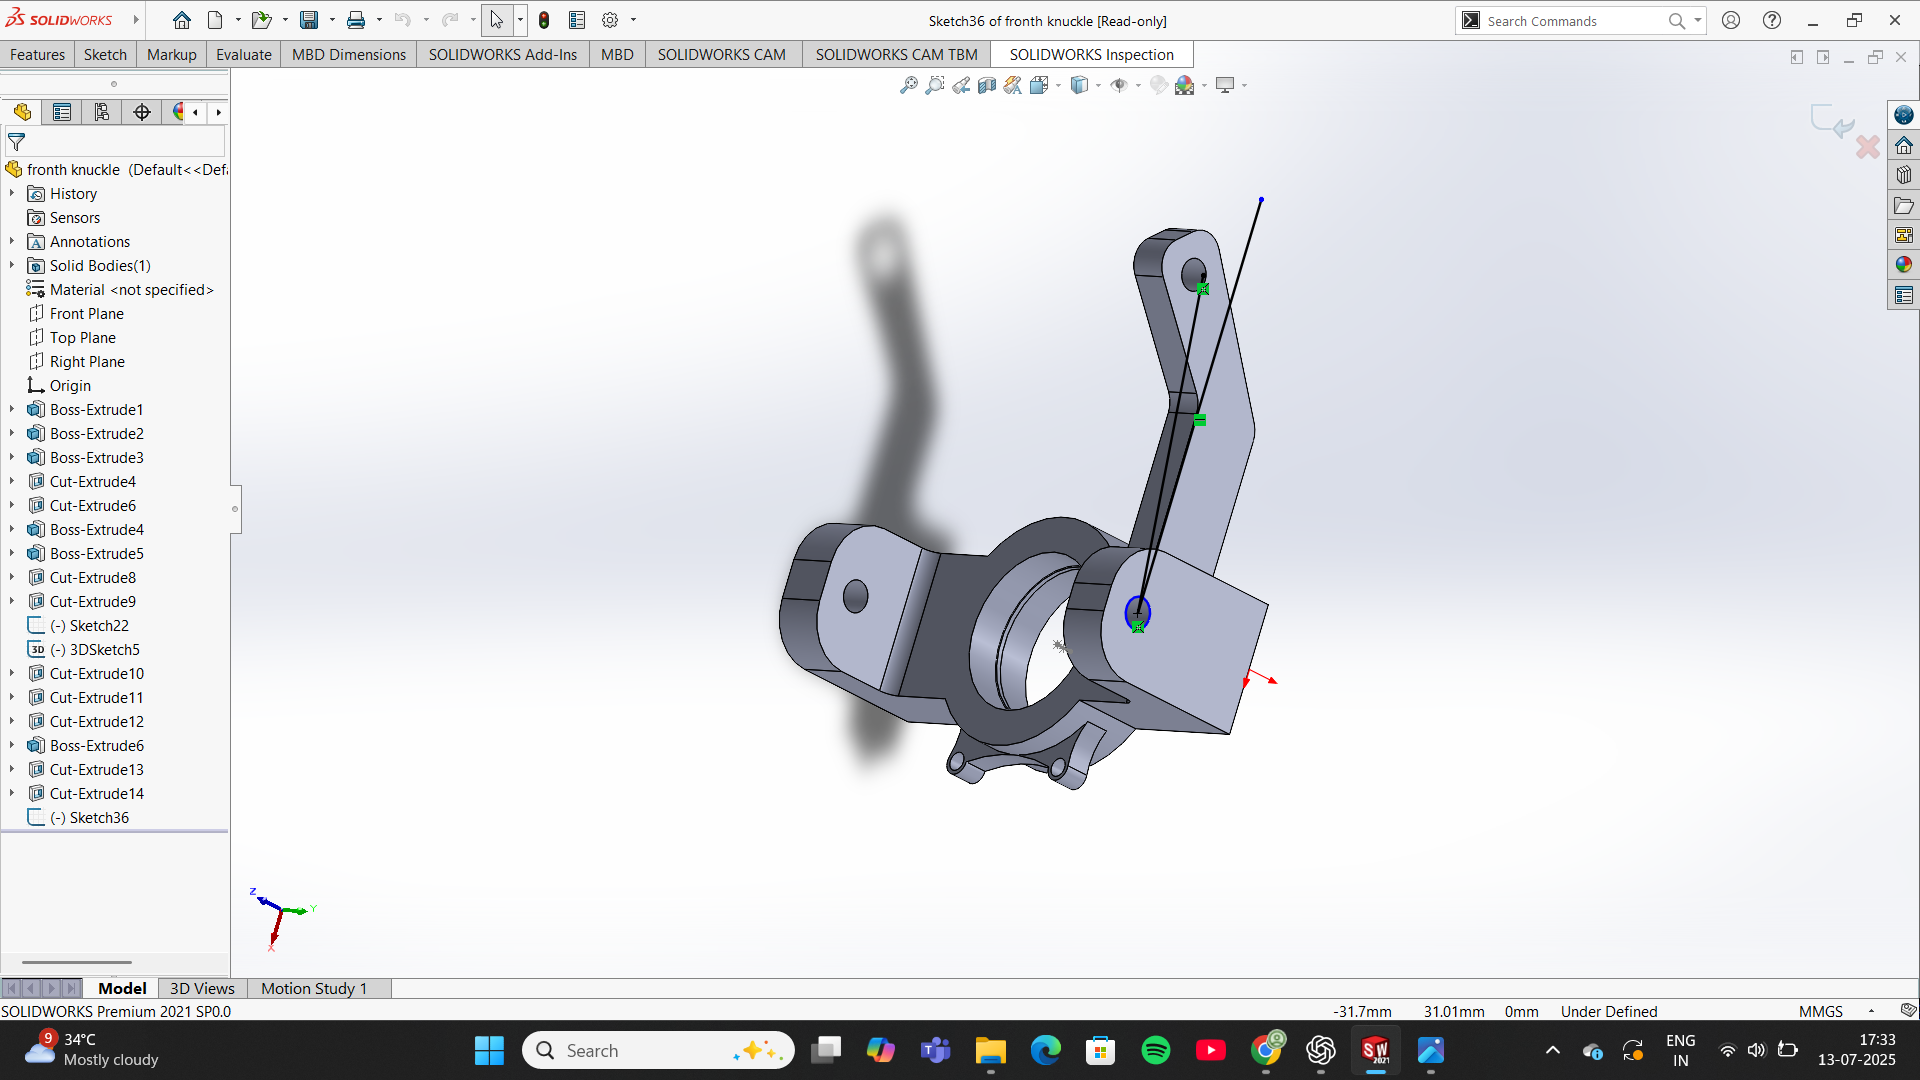 SOLIDWORKS
Sketch36 of fronth knuckle [Read-only]
Search Commands
Features
Sketch
Markup
Evaluate
MBD Dimensions
SOLIDWORKS Add-Ins
MBD
SOLIDWORKS CAM
SOLIDWORKS CAM TBM
SOLIDWORKS Inspection
fronth knuckle (Default<<Def
History
Sensors
Annotations
Solid Bodies(1)
Material <not specified>
Front Plane
Top Plane
Right Plane
Origin
Boss-Extrude1
Boss-Extrude2
Boss-Extrude3
Cut-Extrude4
Cut-Extrude6
Boss-Extrude4
Boss-Extrude5
Cut-Extrude8
Cut-Extrude9
(-) Sketch22
3D (-) 3DSketch5
Cut-Extrude10
Cut-Extrude11
Cut-Extrude12
Boss-Extrude6
Cut-Extrude13
Cut-Extrude14
(-) Sketch36
Z
Y
X
Model
3D Views
Motion Study 1
SOLIDWORKS Premium 2021 SP0.0
-31.7mm
31.01mm
0mm
Under Defined
MMGS
9
34°C
Mostly cloudy
Search
SW
2021
ENG
IN
17:33
13-07-2025